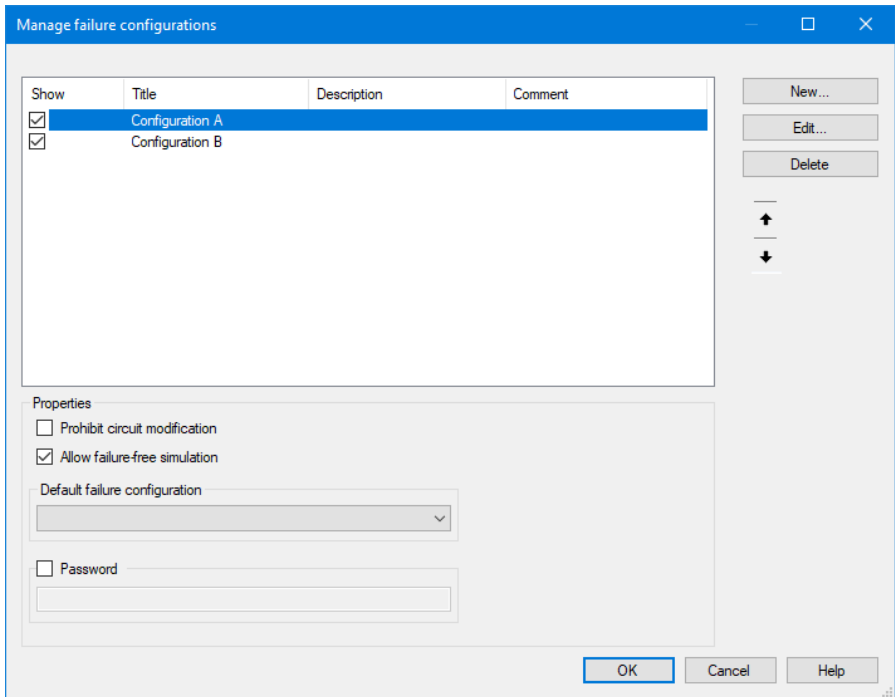 Manage failure configurations
Show Title Description Comment
Configuration A
Configuration B
New...
Edit...
Delete
Properties
Prohibit circuit modification
Allow failure-free simulation
Default failure configuration
Password
OK Cancel Help